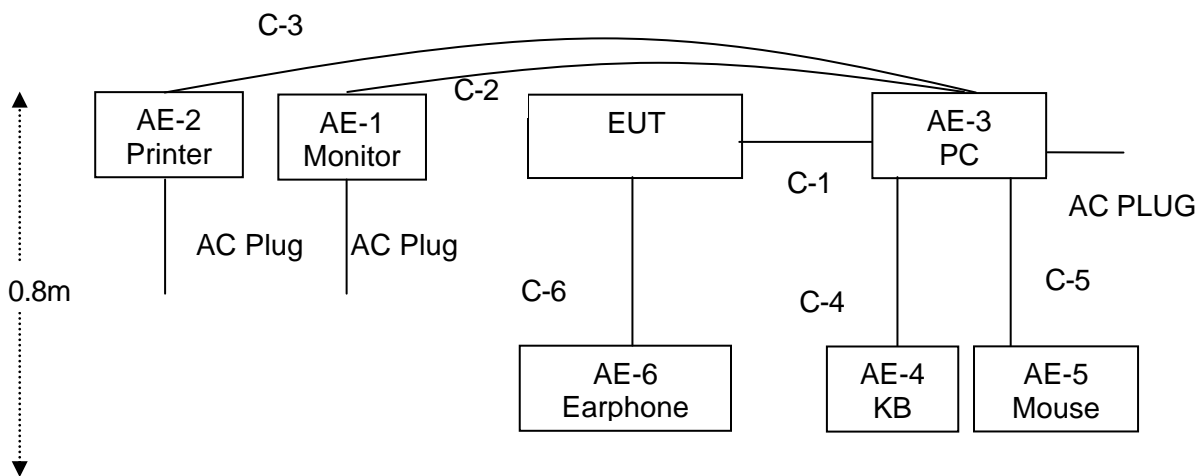 C-3
C-2
AE-2
Printer
AE-1
Monitor
EUT
AE-3
PC
C-1
AC PLUG
AC Plug
AC Plug
0.8m
C-6
C-4
C-5
AE-6
Earphone
AE-4
KB
AE-5
Mouse